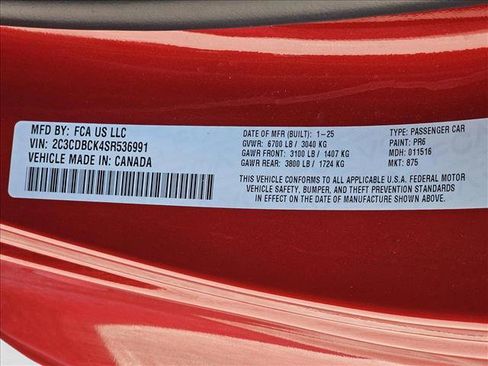 MFD BY: FCA US LLC
VIN: 2C3CDBCK4SR536991
VEHICLE MADE IN: CANADA
DATE OF MFR (BUILT): 1-25
GVWR: 6700 LB / 3040 KG
GAWR FRONT: 3100 LB / 1407 KG
GAWR REAR: 3800 LB / 1724 KG
TYPE: PASSENGER CAR
PAINT: PR6
MDH: 011516
MKT: 875
THIS VEHICLE CONFORMS TO ALL APPLICABLE U.S.A. FEDERAL MOTOR
VEHICLE SAFETY, BUMPER, AND THEFT PREVENTION STANDARDS
IN EFFECT ON THE DATE OF MANUFACTURE SHOWN ABOVE.